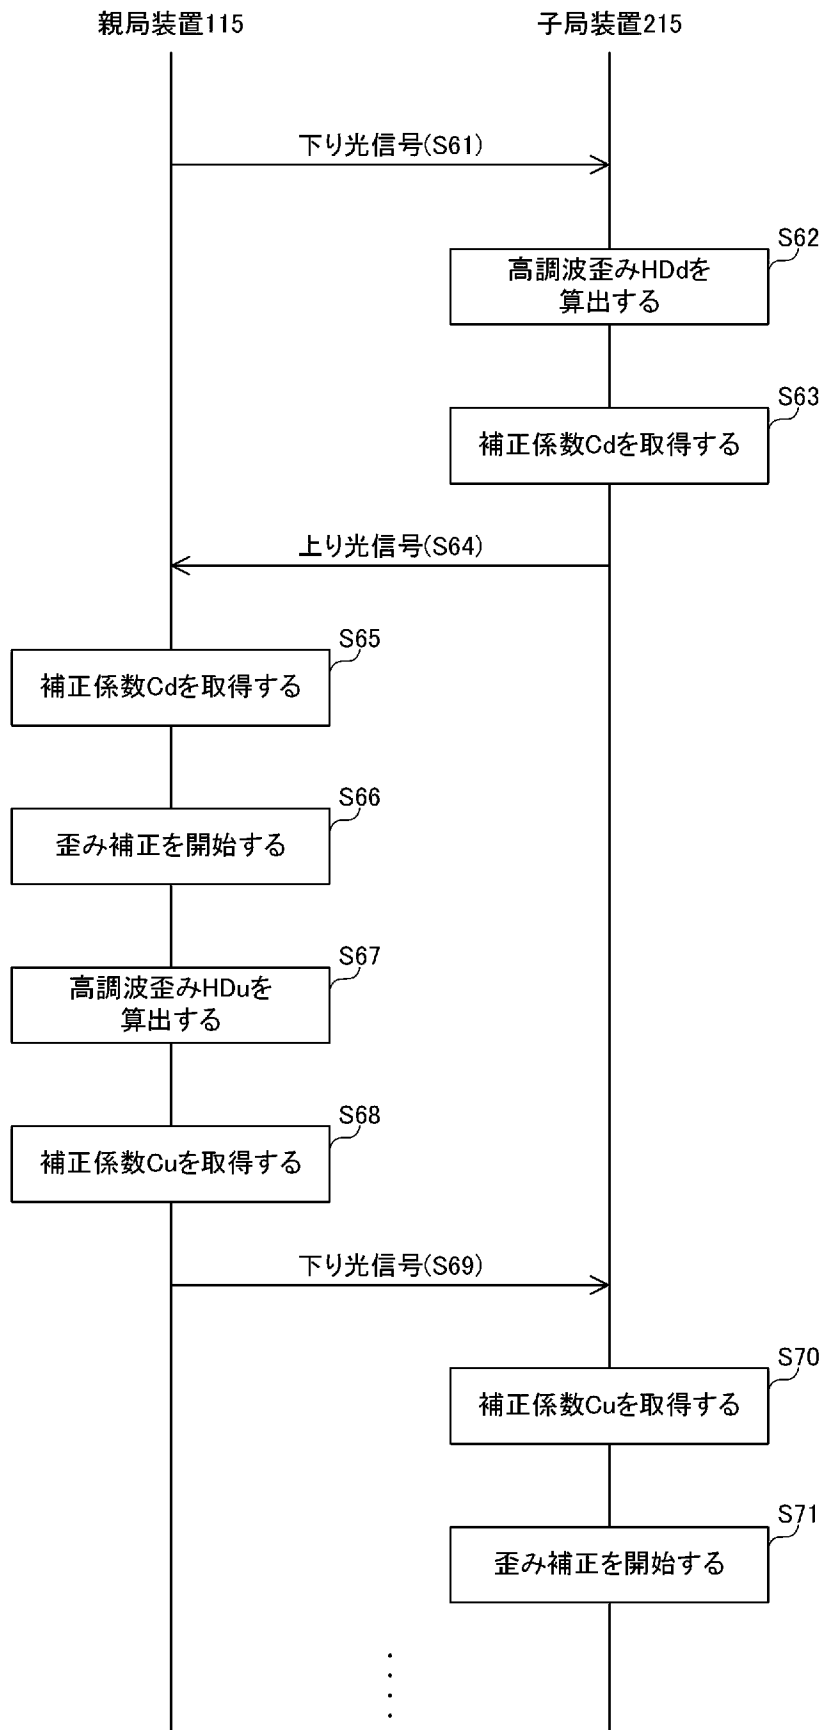 親局装置115
子局装置215
下り光信号(S61)
S62
高調波歪みHDdを
算出する
S63
補正係数Cdを取得する
上り光信号(S64)
S65
補正係数Cdを取得する
S66
歪み補正を開始する
S67
高調波歪みHDuを
算出する
S68
補正係数Cuを取得する
下り光信号(S69)
S70
補正係数Cuを取得する
S71
歪み補正を開始する